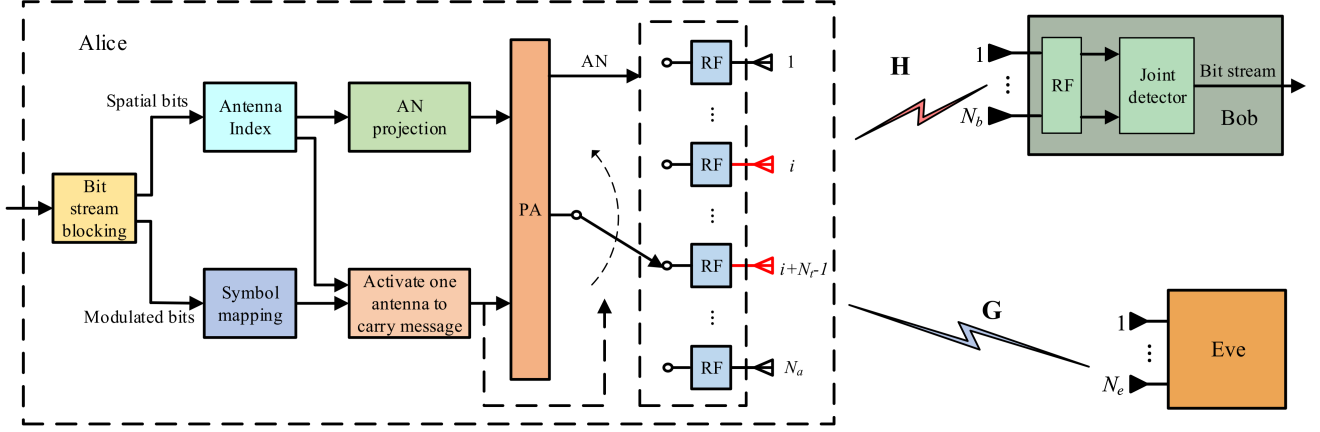 Alice
Bit
stream
blocking
Spatial bits
Modulated bits
Antenna
Index
Symbol
mapping
AN
projection
Activate one
antenna to
carry message
PA
AN
RF
1
⋮
RF
i
⋮
RF
i+Nt-1
⋮
RF
Na
H
1
⋮
Nb
RF
Joint
detector
Bit stream
Bob
G
1
⋮
Ne
Eve